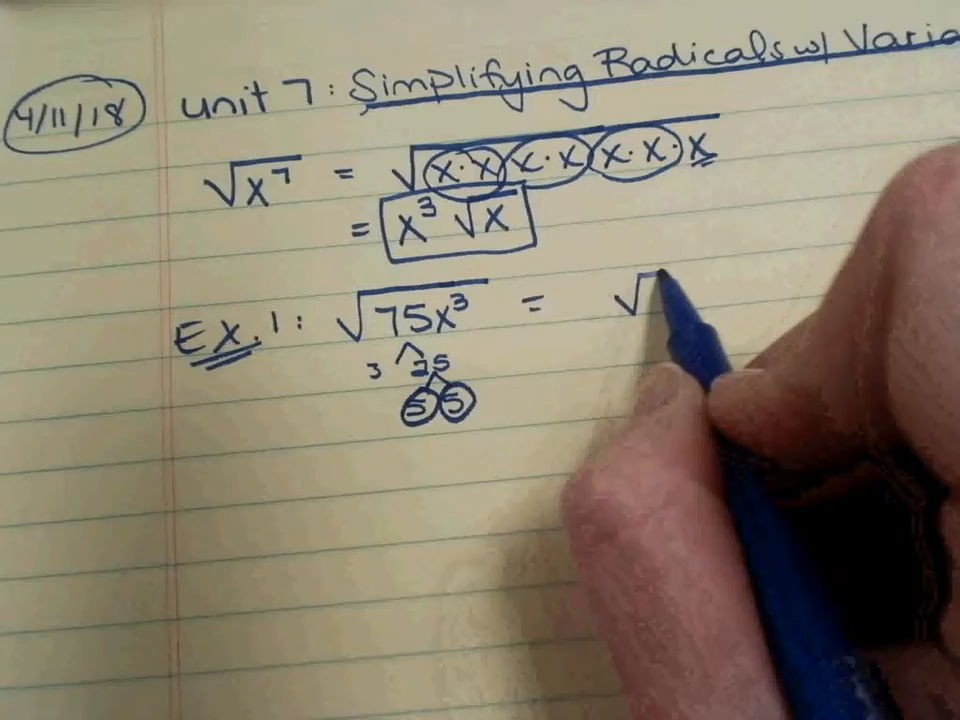 4/11/18 Unit 7: Simplifying Radicals w/
√x⁷ = √x·x x·x x·x·x
= x³ √x
Ex. 1: √75x³ = √
3 25
5 5